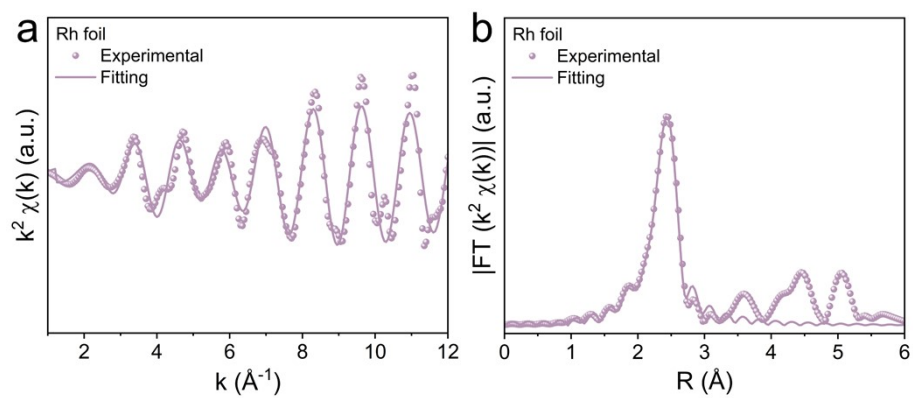 a
Rh foil
Experimental
Fitting
k² χ(k) (a.u.)
2 4 6 8 10 12
k (Å⁻¹)
b
Rh foil
Experimental
Fitting
|FT (k² χ(k))| (a.u.)
0 1 2 3 4 5 6
R (Å)